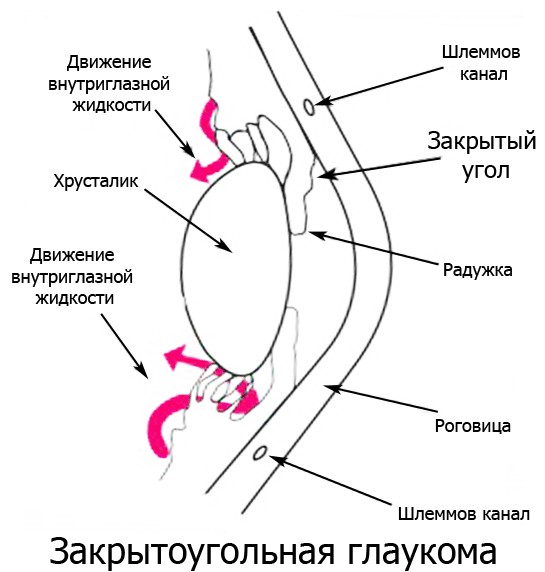 Движение
внутриглазной
жидкости
Шлеммов
канал
Закрытый
угол
Хрусталик
Движение
внутриглазной
жидкости
Радужка
Роговица
Шлеммов канал
Закрытоугольная глаукома